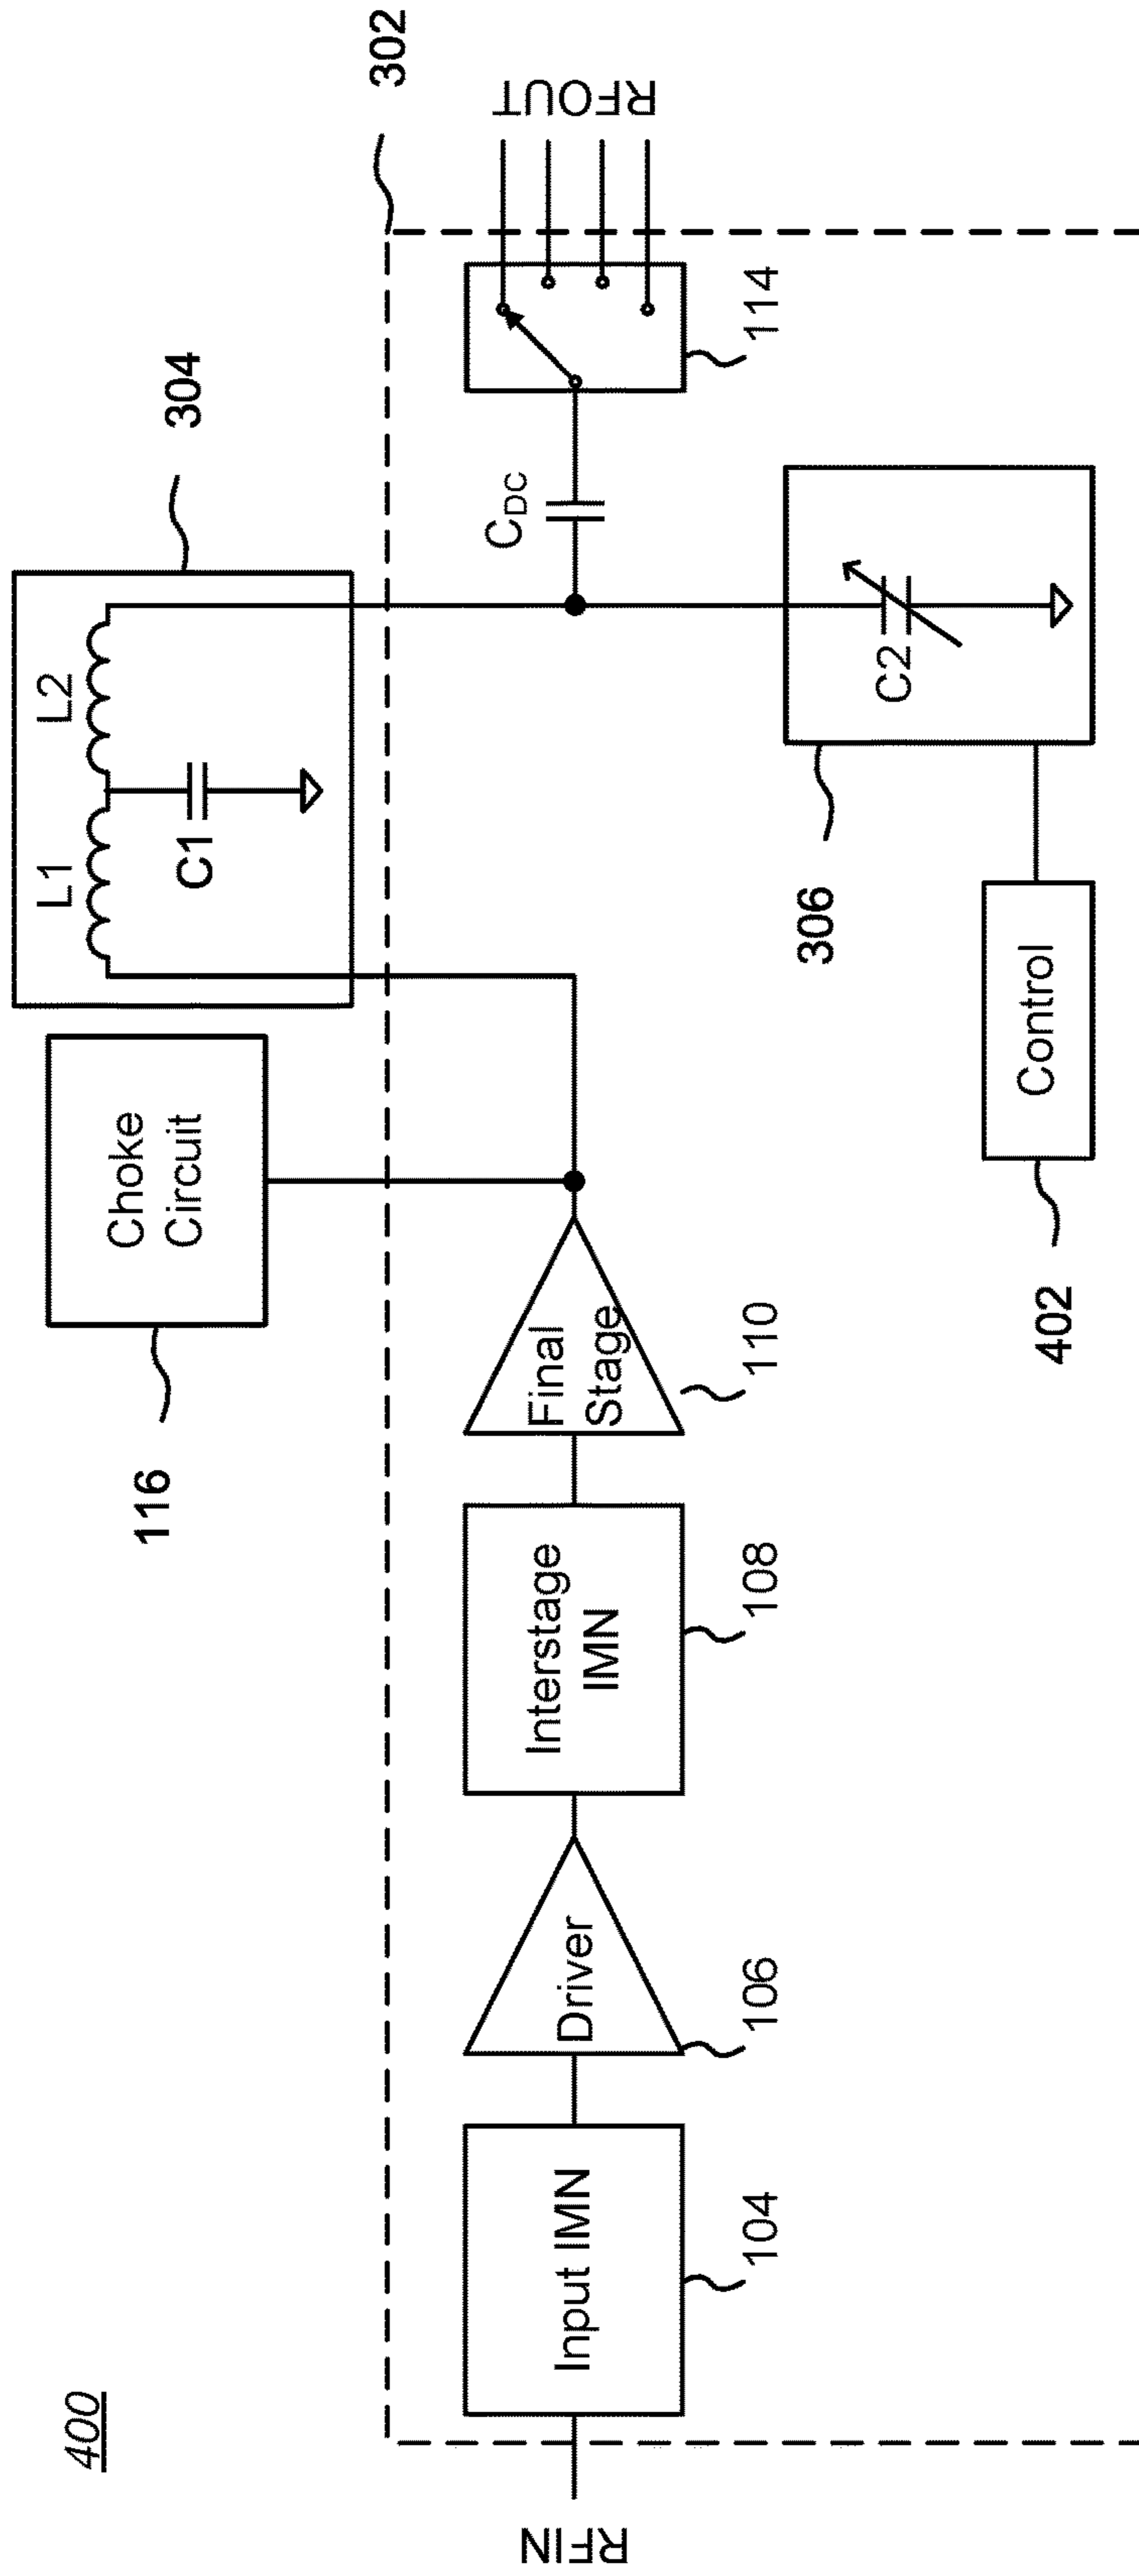 400
RFIN
Input IMN
104
Driver
106
Interstage
IMN
108
Final
Stage
110
Choke
Circuit
116
L1
L2
C1
304
302
CDC
114
RFOUT
C2
306
Control
402